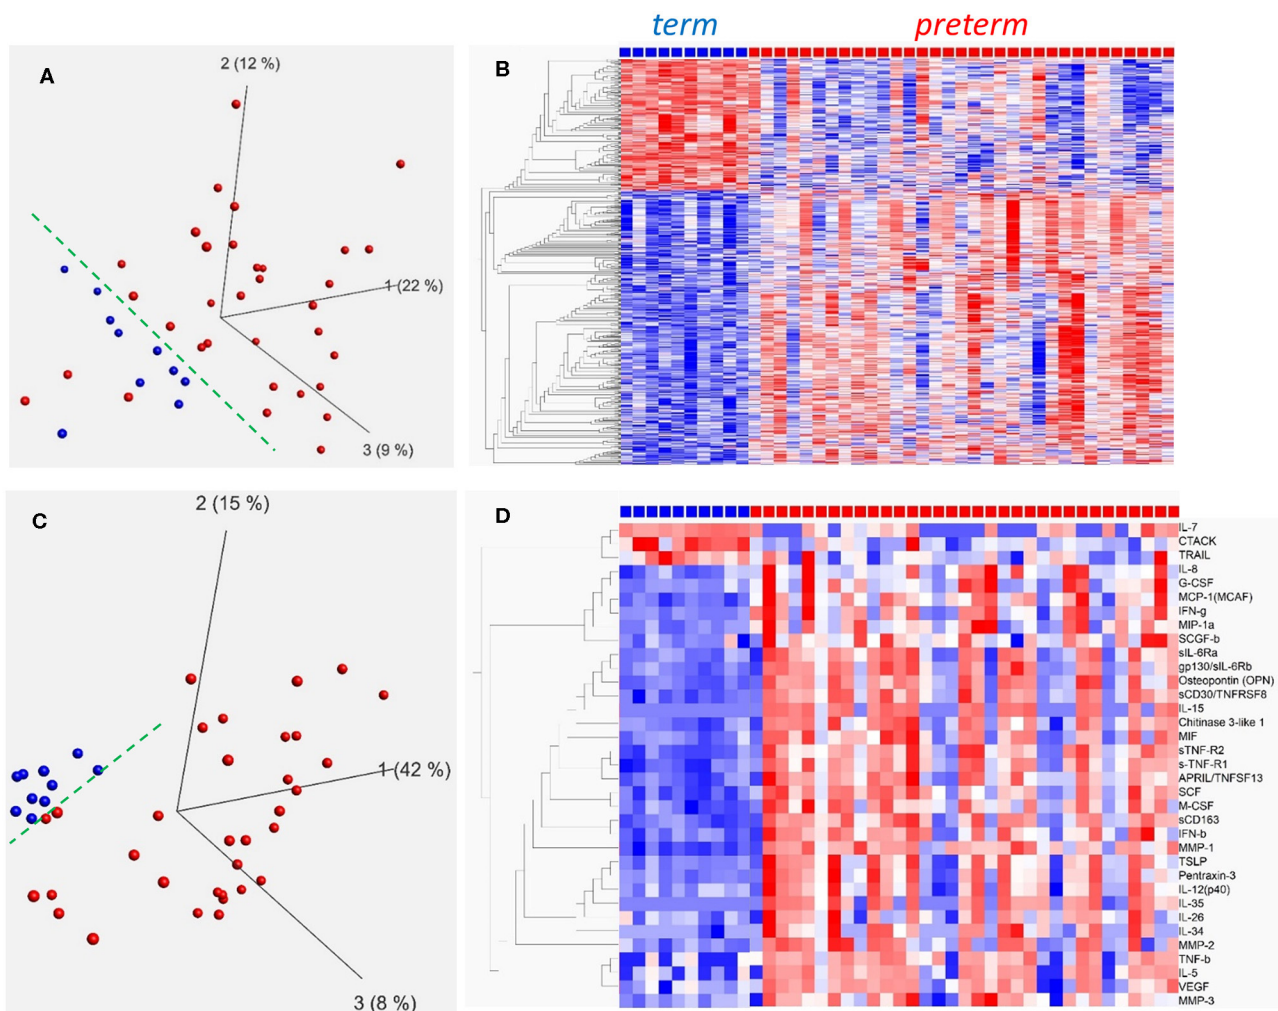 term
preterm
A
2 (12 %)
1 (22 %)
3 (9 %)
B
C
2 (15 %)
1 (42 %)
3 (8 %)
D
IL-7
CTACK
TRAIL
IL-8
G-CSF
MCP-1(MCAF)
IFN-g
MIP-1a
SCGF-b
sIL-6Ra
gp130/sIL-6Rb
Osteopontin (OPN)
sCD30/TNFRSF8
IL-15
Chitinase 3-like 1
MIF
sTNF-R2
s-TNF-R1
APRIL/TNFSF13
SCF
M-CSF
sCD163
IFN-b
MMP-1
TSLP
Pentraxin-3
IL-12(p40)
IL-35
IL-26
IL-34
MMP-2
TNF-b
IL-5
VEGF
MMP-3